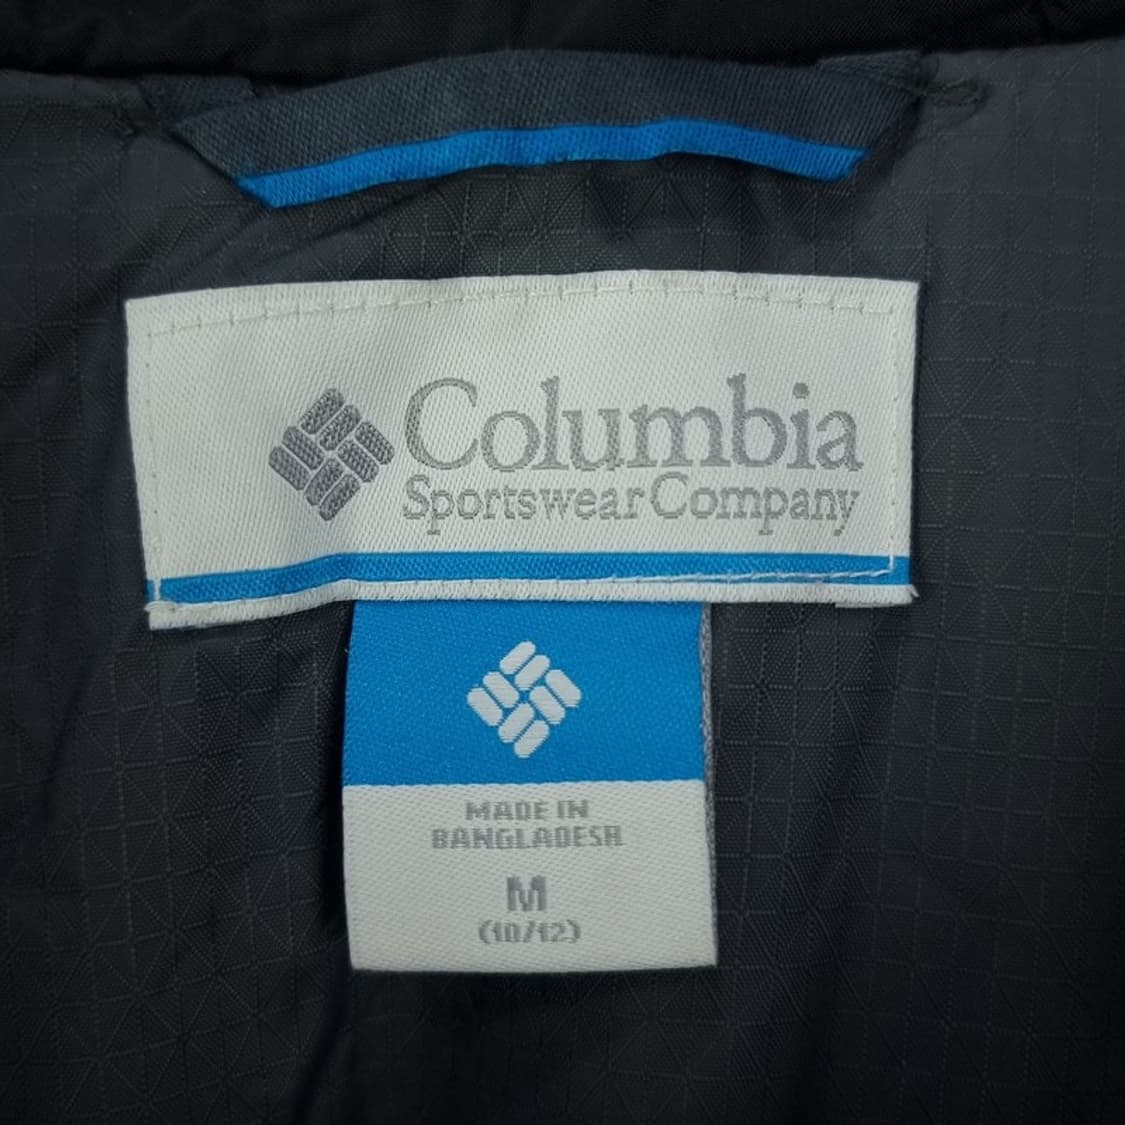 Columbia
Sportswear Company
MADE IN
BANGLADESH
M
(10/12)